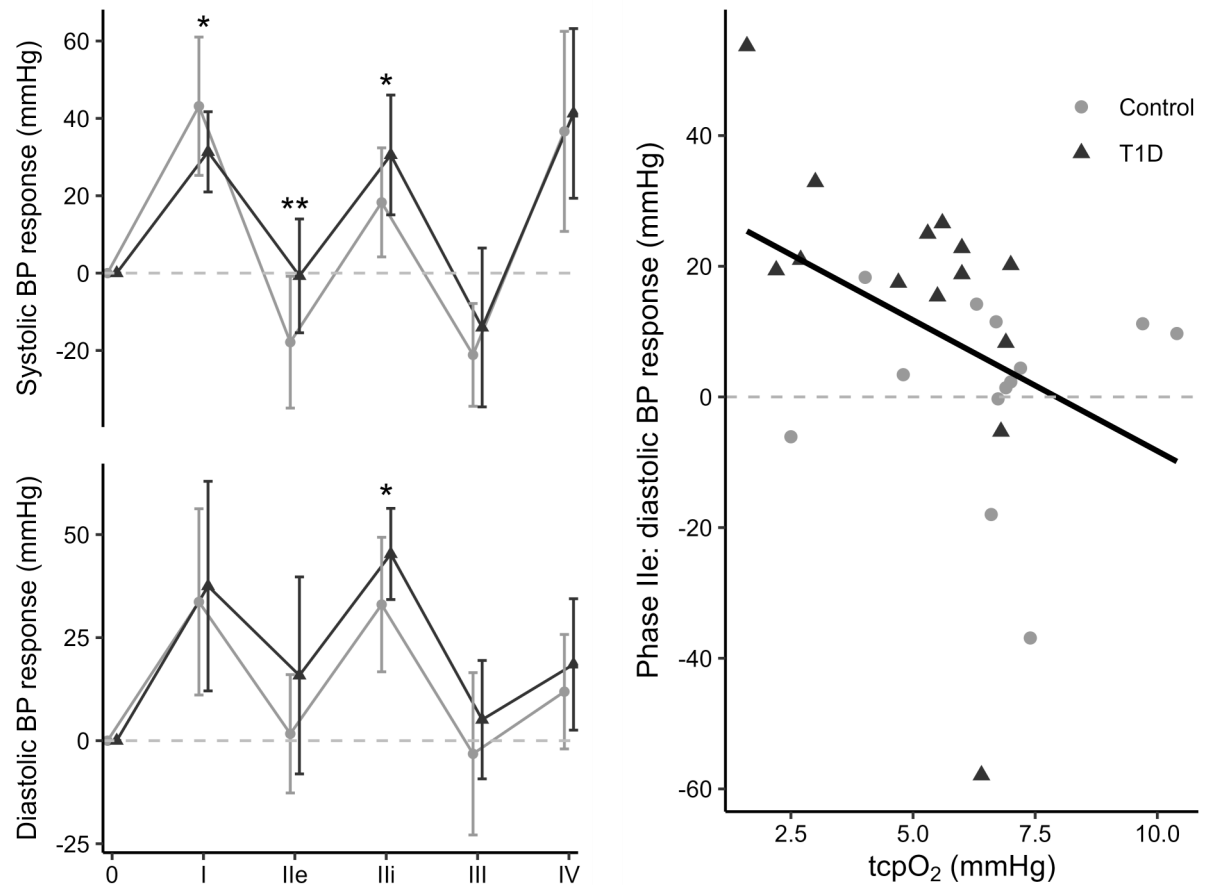 Systolic BP response (mmHg)
60
40
20
0
-20
*
**
*
Diastolic BP response (mmHg)
50
25
0
-25
*
0 I IIe IIi III IV
Phase IIe: diastolic BP response (mmHg)
40
20
0
-20
-40
-60
Control
T1D
2.5 5.0 7.5 10.0
tcpO₂ (mmHg)